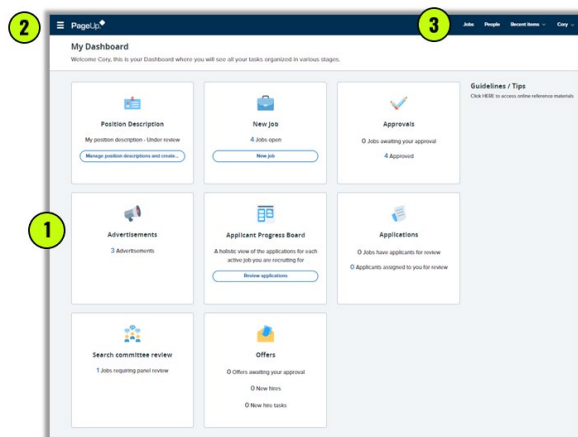 2
PageUp
3
Jobs People Recent items Cory
My Dashboard
Welcome Cory, this is your Dashboard where you will see all your tasks organized in various stages.
Position Description
My position description - Under review
Manage position descriptions and create...
New job
4 Jobs open
New job
Approvals
0 Jobs awaiting your approval
4 Approved
Guidelines / Tips
Click HERE to access online reference materials
1
Advertisements
3 Advertisements
Applicant Progress Board
A holistic view of the applications for each
active job you are recruiting for
Review applications
Applications
0 Jobs have applicants for review
0 Applicants assigned to you for review
Search committee review
1 Jobs requiring panel review
Offers
0 Offers awaiting your approval
0 New hires
0 New hire tasks